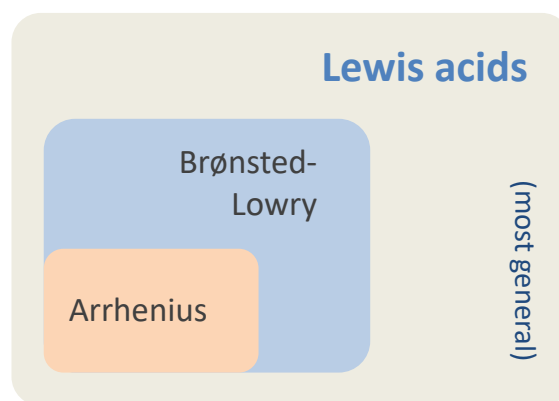 Lewis acids
Brønsted-
Lowry
(most general)
Arrhenius